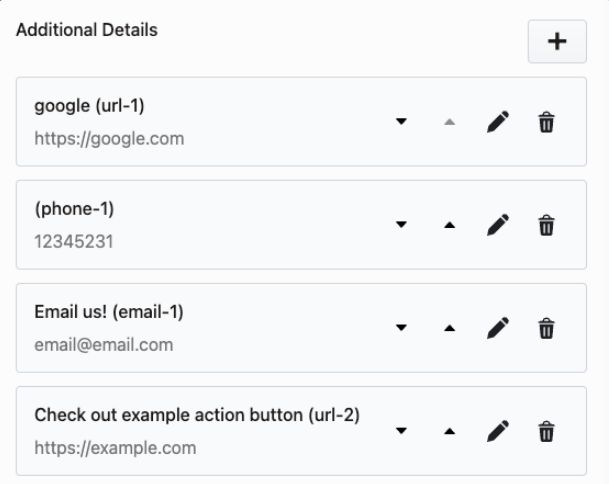 Additional Details
google (url-1)
https://google.com
(phone-1)
12345231
Email us! (email-1)
email@email.com
Check out example action button (url-2)
https://example.com